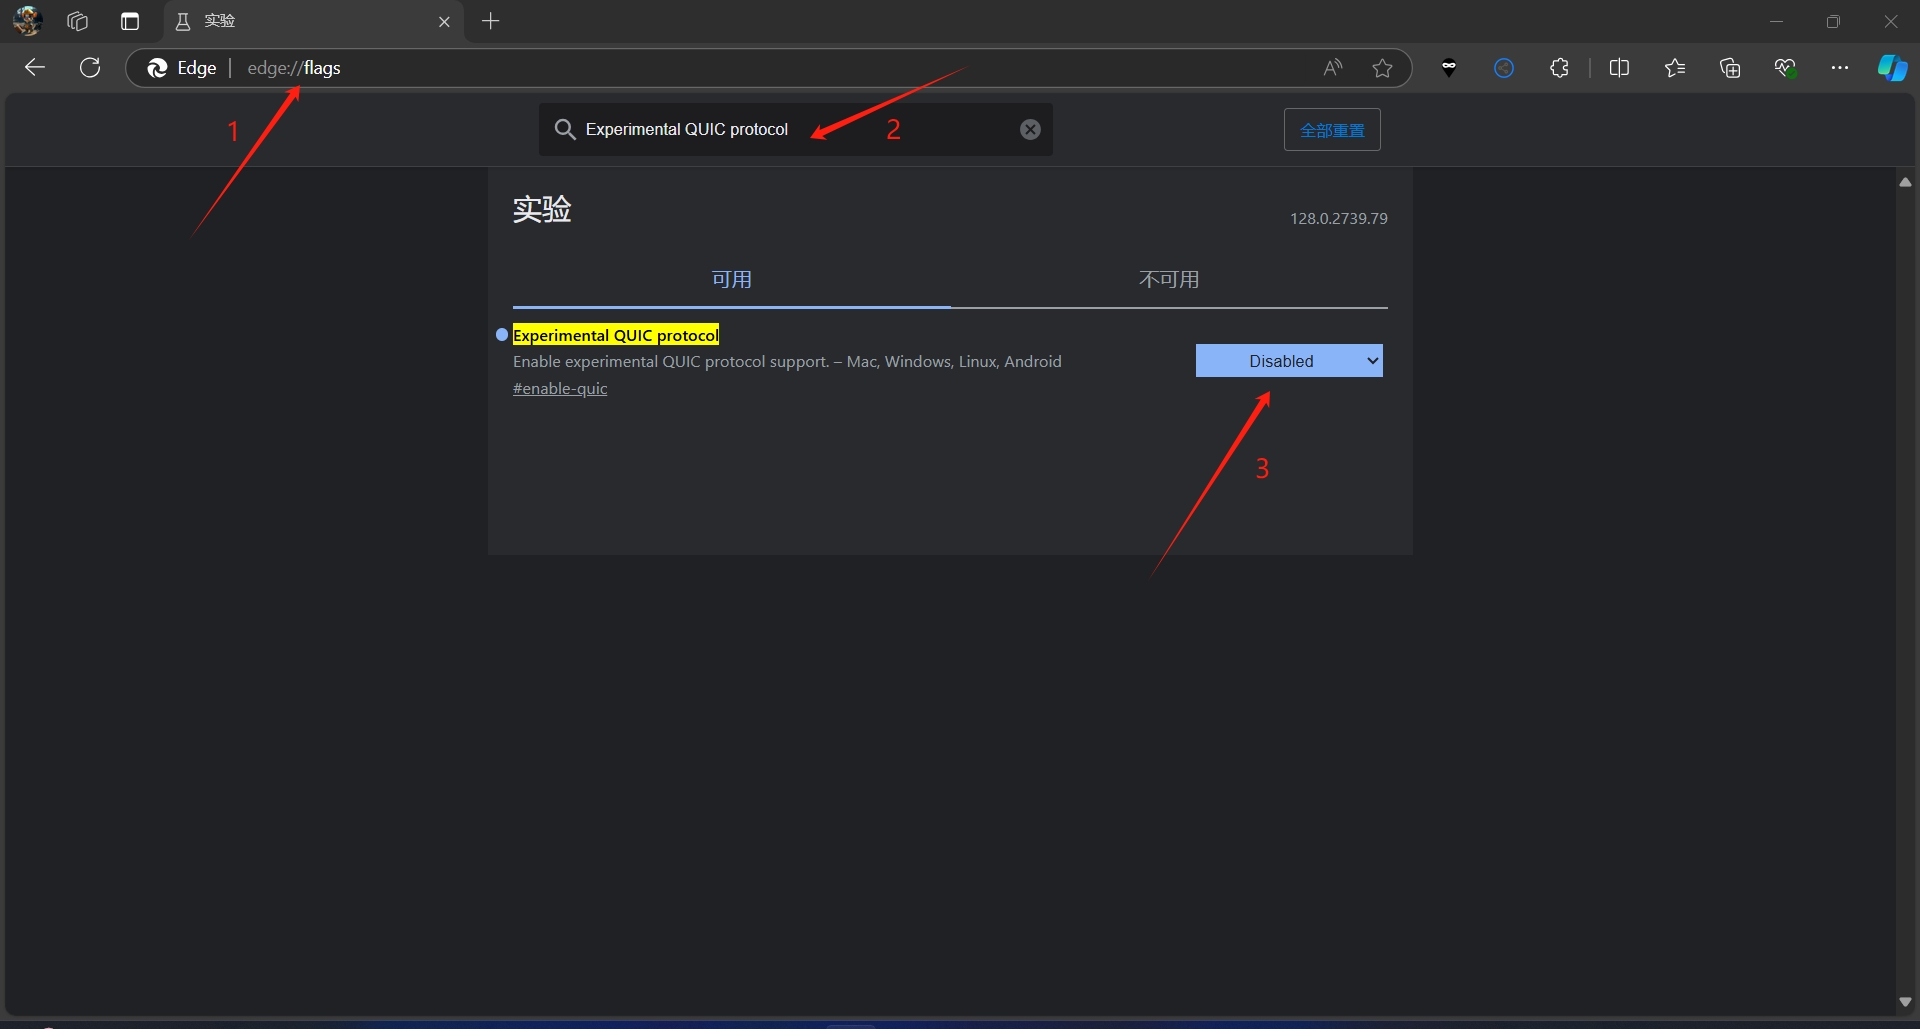 实验
Edge | edge://flags
1
Experimental QUIC protocol
2
全部重置
实验
128.0.2739.79
可用
不可用
Experimental QUIC protocol
Enable experimental QUIC protocol support. – Mac, Windows, Linux, Android
Disabled
#enable-quic
3